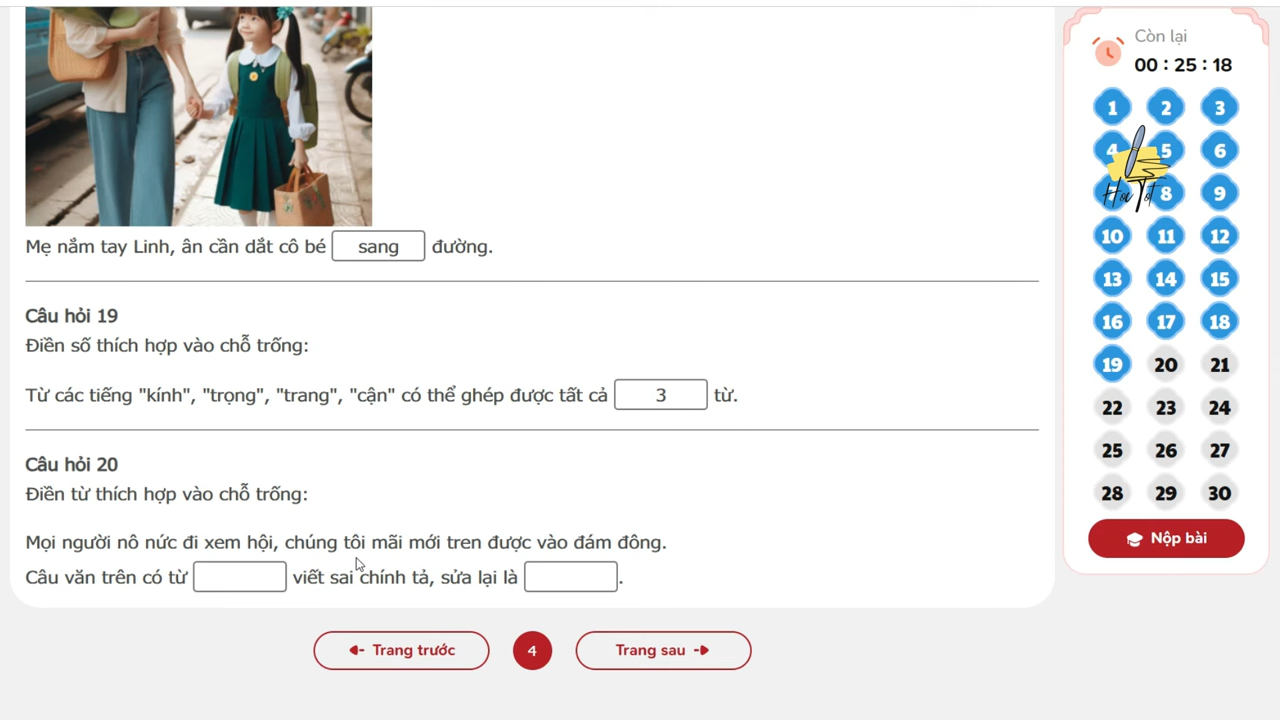 Mẹ nắm tay Linh, ân cần dắt cô bé sang đường.
Câu hỏi 19
Điền số thích hợp vào chỗ trống:
Từ các tiếng "kính", "trọng", "trang", "cận" có thể ghép được tất cả 3 từ.
Câu hỏi 20
Điền từ thích hợp vào chỗ trống:
Mọi người nô nức đi xem hội, chúng tôi mãi mới tren được vào đám đông.
Câu văn trên có từ viết sai chính tả, sửa lại là .
Trang trước 4 Trang sau
Còn lại
00 : 25 : 18
1 2 3
4 5 6
8 9
Học Tốt
10 11 12
13 14 15
16 17 18
19 20 21
22 23 24
25 26 27
28 29 30
Nộp bài